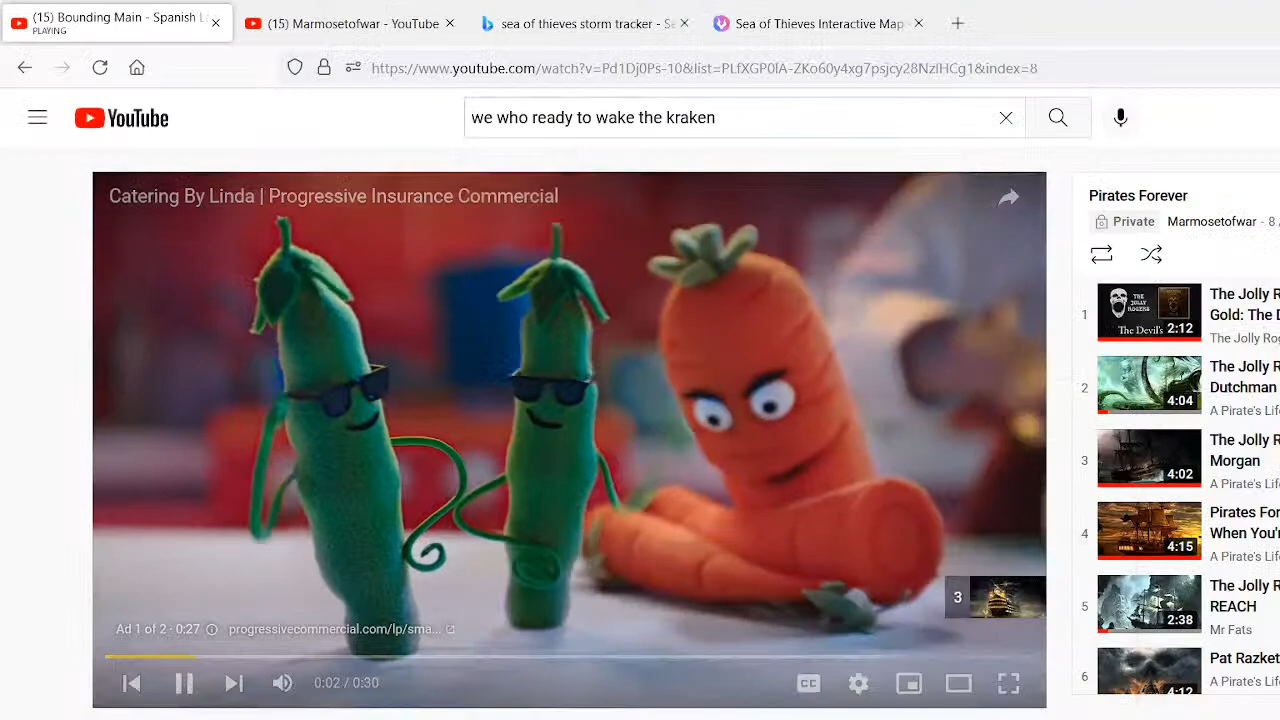 (15) Bounding Main - Spanish La
PLAYING
(15) Marmosetofwar - YouTube
sea of thieves storm tracker - Se
Sea of Thieves Interactive Map
https://www.youtube.com/watch?v=Pd1Dj0Ps-10&list=PLfXGP0lA-ZKo60y4xg7psjcy28NzIHCg1&index=8
YouTube
we who ready to wake the kraken
Catering By Linda | Progressive Insurance Commercial
3
Ad 1 of 2 · 0:27
progressivecommercial.com/lp/sma...
0:02 / 0:30
CC
Pirates Forever
Private Marmosetofwar - 8
1
THE JOLLY ROGERS
The Devil's
2:12
The Jolly R
Gold: The D
The Jolly Rog
2
4:04
The Jolly R
Dutchman
A Pirate's Lif
3
4:02
The Jolly R
Morgan
A Pirate's Lif
4
4:15
Pirates For
When You'r
A Pirate's Lif
5
2:38
The Jolly R
REACH
Mr Fats
6
4:12
Pat Razket
A Pirate's Lif